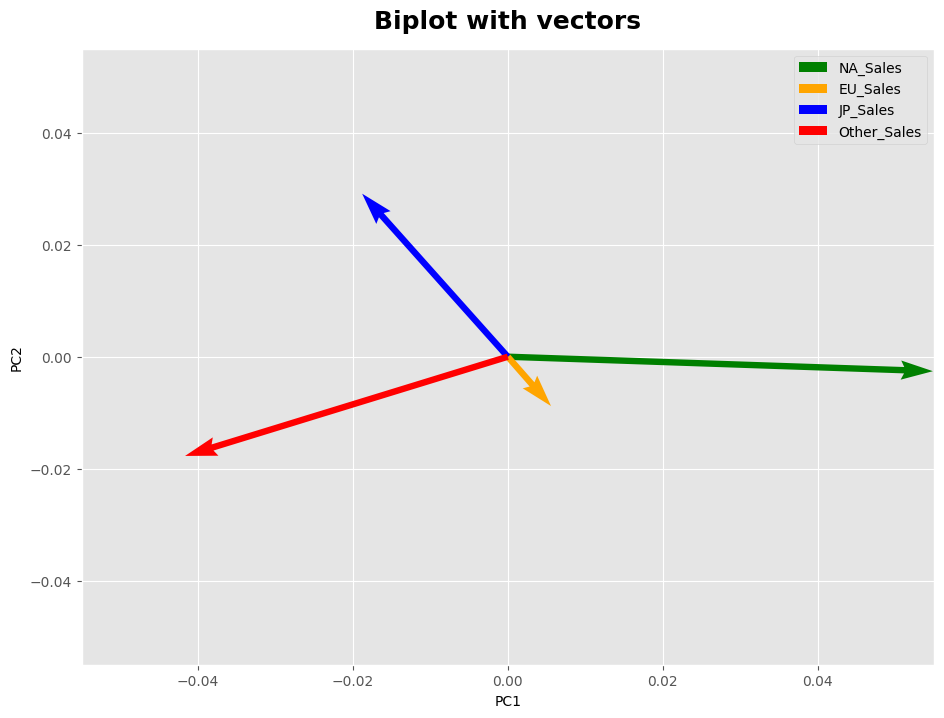 Biplot with vectors
NA_Sales
EU_Sales
JP_Sales
Other_Sales
0.04
0.02
0.00
−0.02
−0.04
PC2
−0.04
−0.02
0.00
0.02
0.04
PC1